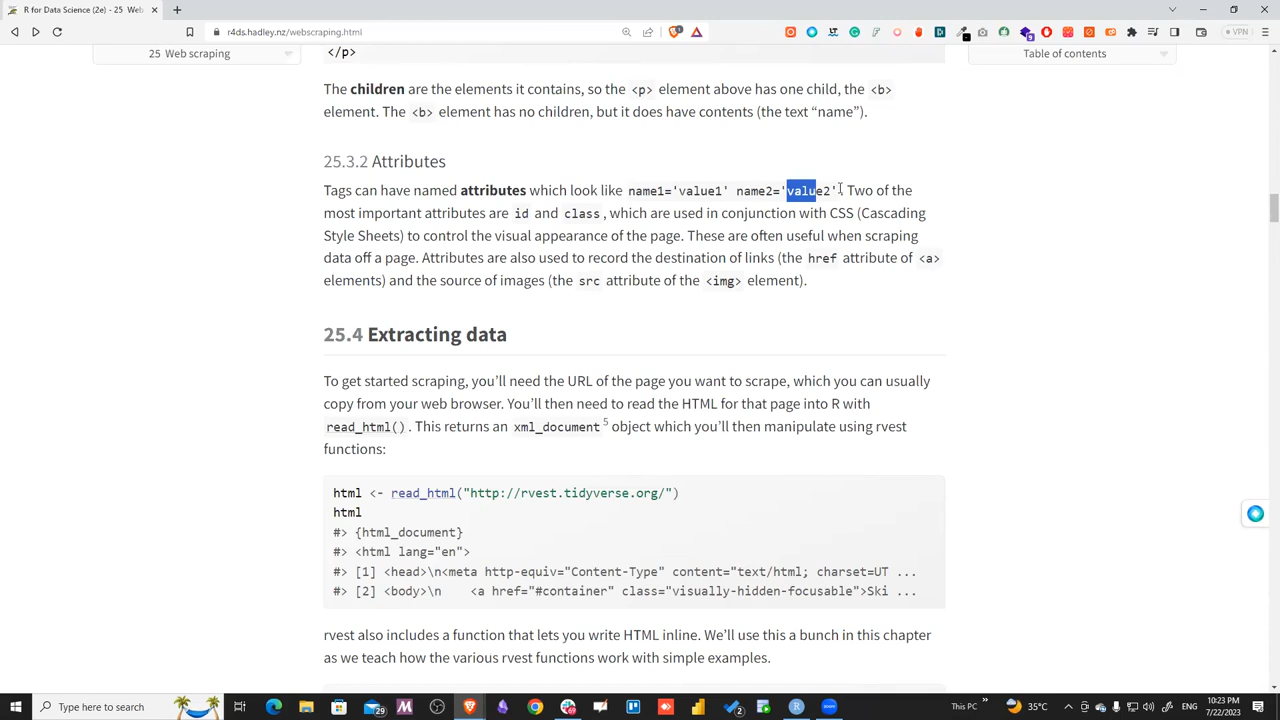 R for Data Science (2e) - 25 Web
r4ds.hadley.nz/webscraping.html
VPN
25 Web scraping
Table of contents
</p>
The children are the elements it contains, so the <p> element above has one child, the <b>
element. The <b> element has no children, but it does have contents (the text “name”).
25.3.2 Attributes
Tags can have named attributes which look like name1='value1' name2='value2'. Two of the
most important attributes are id and class, which are used in conjunction with CSS (Cascading
Style Sheets) to control the visual appearance of the page. These are often useful when scraping
data off a page. Attributes are also used to record the destination of links (the href attribute of <a>
elements) and the source of images (the src attribute of the <img> element).
25.4 Extracting data
To get started scraping, you’ll need the URL of the page you want to scrape, which you can usually
copy from your web browser. You’ll then need to read the HTML for that page into R with
read_html(). This returns an xml_document5 object which you’ll then manipulate using rvest
functions:
html <- read_html("http://rvest.tidyverse.org/")
html
#> {html_document}
#> <html lang="en">
#> [1] <head>\n<meta http-equiv="Content-Type" content="text/html; charset=UT ...
#> [2] <body>\n    <a href="#container" class="visually-hidden-focusable">Ski ...
rvest also includes a function that lets you write HTML inline. We’ll use this a bunch in this chapter
as we teach how the various rvest functions work with simple examples.
Type here to search
29
2
This PC
35°C
10:23 PM
7/22/2023